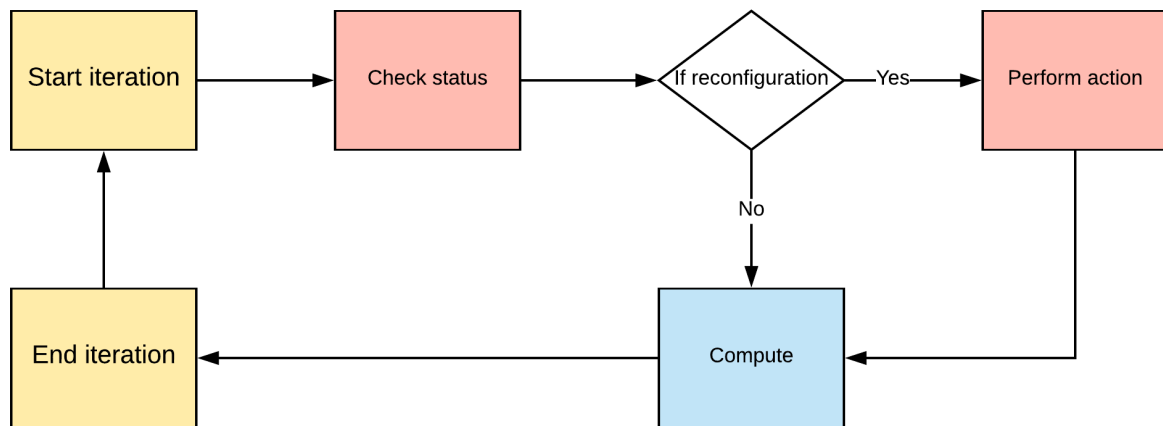 Start iteration
Check status
If reconfiguration
Yes
Perform action
No
End iteration
Compute